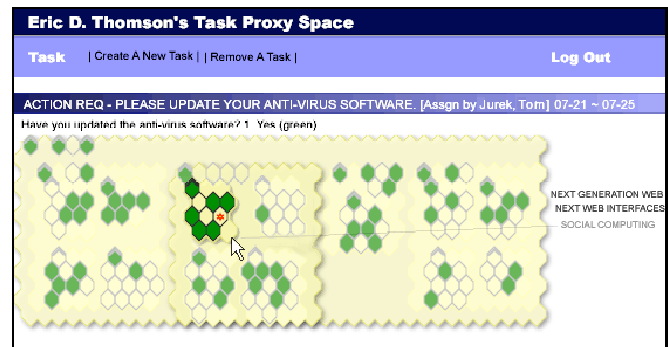 Eric D. Thomson's Task Proxy Space
Task | Create A New Task | | Remove A Task | Log Out
ACTION REQ - PLEASE UPDATE YOUR ANTI-VIRUS SOFTWARE. [Assgn by Jurek, Tom] 07-21 ~ 07-25
Have you updated the anti-virus software? 1. Yes (green)
NEXT GENERATION WEB
NEXT WEB INTERFACES
SOCIAL COMPUTING